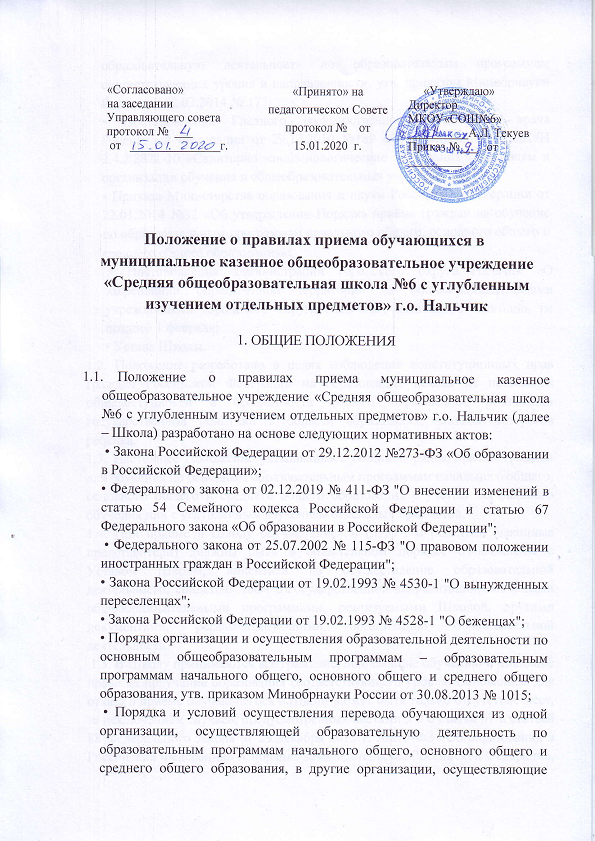 «Согласовано»
на заседании
Управляющего совета
протокол № 4
от 15.01.2020 г.
«Принято» на
педагогическом Совете
протокол № от
15.01.2020 г.
«Утверждаю»
Директор
МКОУ «СОШ№6»
А.Л. Текуев
Приказ № от
Положение о правилах приема обучающихся в
муниципальное казенное общеобразовательное учреждение
«Средняя общеобразовательная школа №6 с углубленным
изучением отдельных предметов» г.о. Нальчик
1. ОБЩИЕ ПОЛОЖЕНИЯ
1.1. Положение о правилах приема муниципальное казенное
общеобразовательное учреждение «Средняя общеобразовательная школа
№6 с углубленным изучением отдельных предметов» г.о. Нальчик (далее
– Школа) разработано на основе следующих нормативных актов:
• Закона Российской Федерации от 29.12.2012 №273-ФЗ «Об образовании
в Российской Федерации»;
• Федерального закона от 02.12.2019 № 411-ФЗ "О внесении изменений в
статью 54 Семейного кодекса Российской Федерации и статью 67
Федерального закона «Об образовании в Российской Федерации";
• Федерального закона от 25.07.2002 № 115-ФЗ "О правовом положении
иностранных граждан в Российской Федерации";
• Закона Российской Федерации от 19.02.1993 № 4530-1 "О вынужденных
переселенцах";
• Закона Российской Федерации от 19.02.1993 № 4528-1 "О беженцах";
• Порядка организации и осуществления образовательной деятельности по
основным общеобразовательным программам – образовательным
программам начального общего, основного общего и среднего общего
образования, утв. приказом Минобрнауки России от 30.08.2013 № 1015;
• Порядка и условий осуществления перевода обучающихся из одной
организации, осуществляющей образовательную деятельность по
образовательным программам начального общего, основного общего и
среднего общего образования, в другие организации, осуществляющие